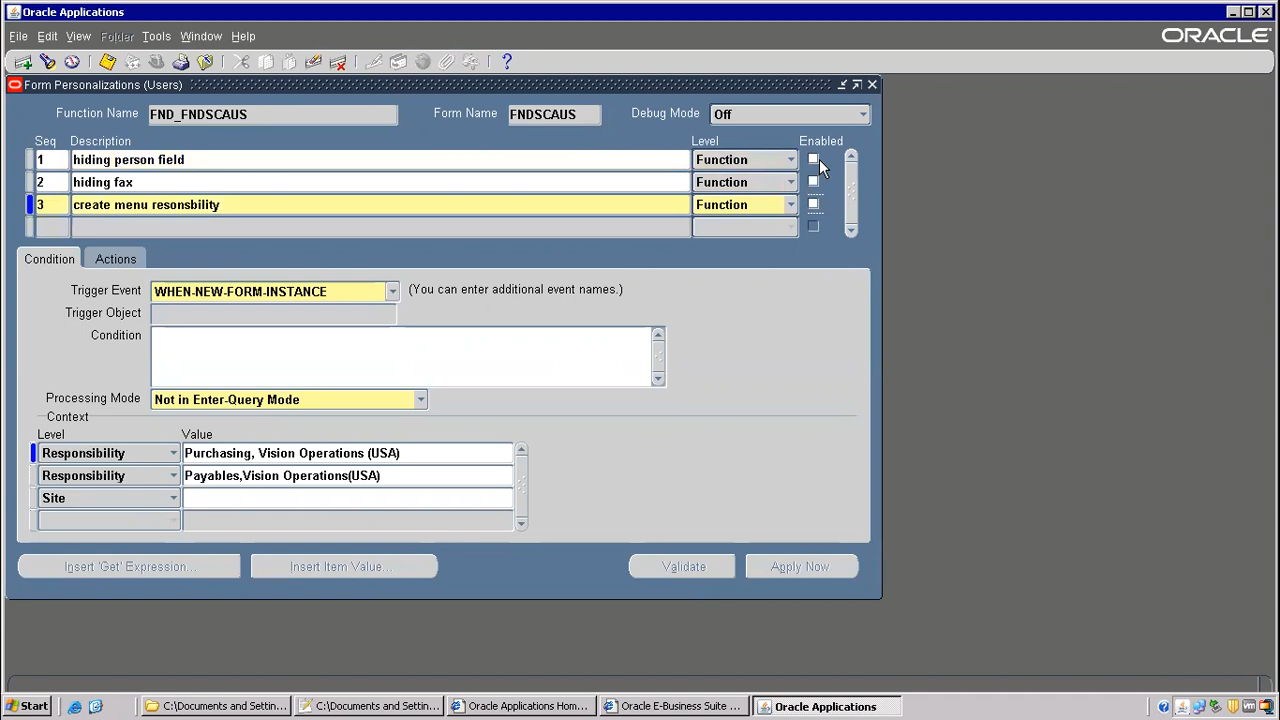 Oracle Applications
File Edit View Folder Tools Window Help
ORACLE
Form Personalizations (Users)
Function Name FND_FNDSCAUS Form Name FNDSCAUS Debug Mode Off
Seq Description Level Enabled
1 hiding person field Function
2 hiding fax Function
3 create menu resonsbility Function
Condition Actions
Trigger Event WHEN-NEW-FORM-INSTANCE (You can enter additional event names.)
Trigger Object
Condition
Processing Mode Not in Enter-Query Mode
Context
Level Value
Responsibility Purchasing, Vision Operations (USA)
Responsibility Payables,Vision Operations(USA)
Site
Insert 'Get' Expression... Insert Item Value... Validate Apply Now
Start C:\Documents and Settin... C:\Documents and Settin... Oracle Applications Hom... Oracle E-Business Suite ... Oracle Applications